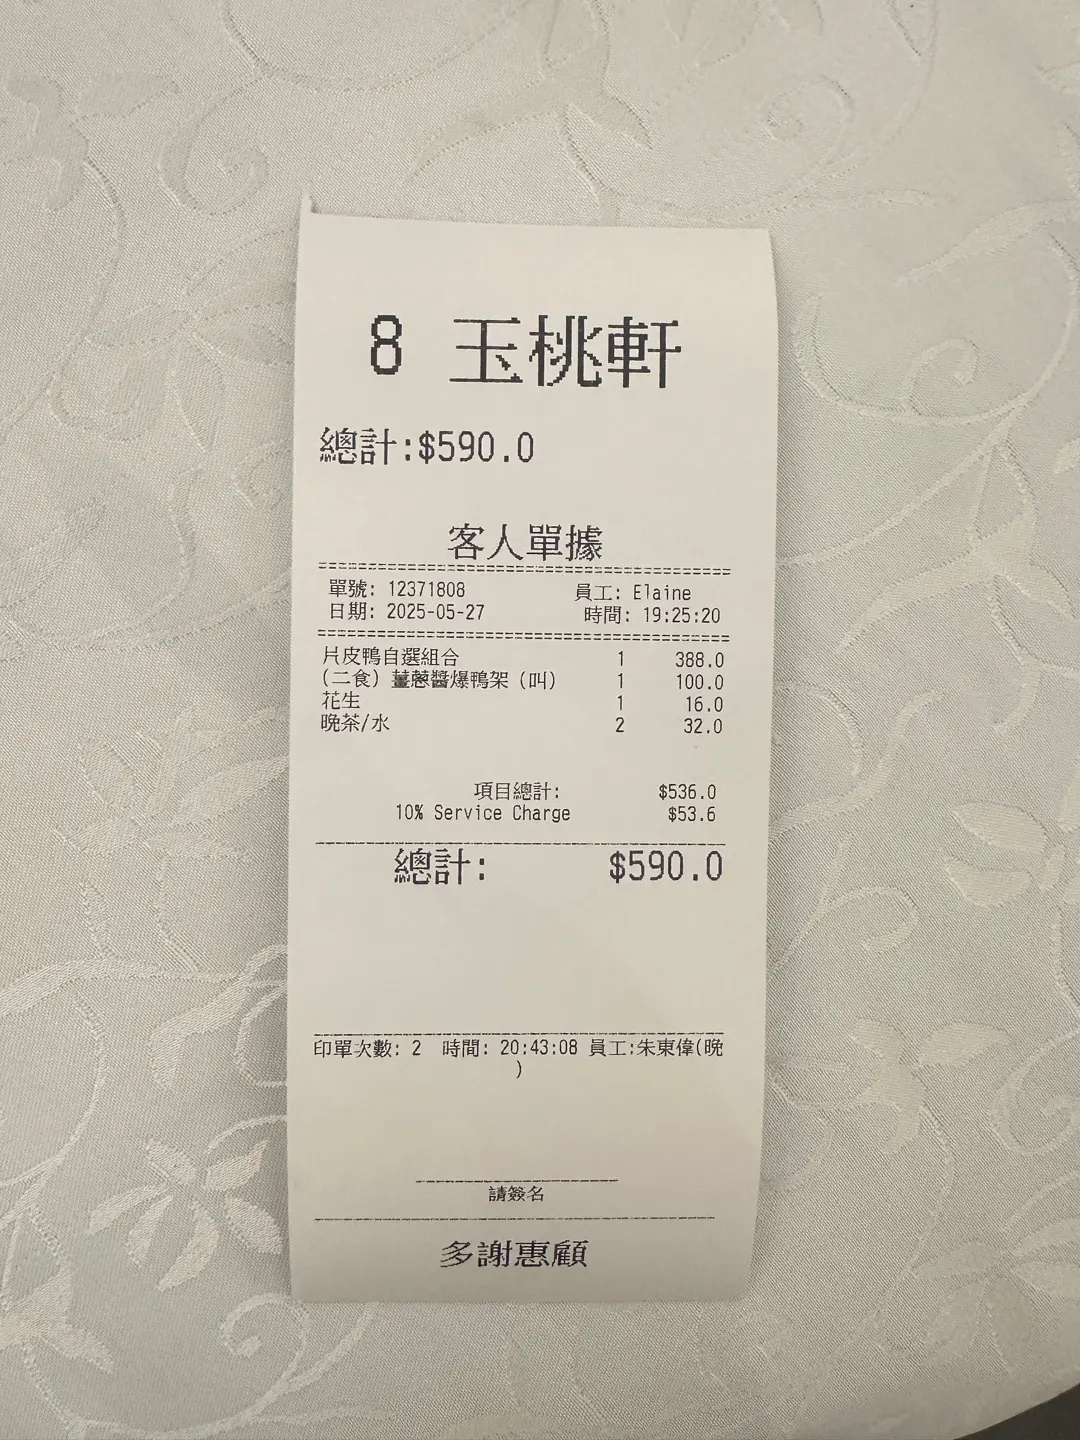 8 玉桃軒
總計:$590.0
客人單據
單號: 12371808 員工: Elaine
日期: 2025-05-27 時間: 19:25:20
片皮鴨自選組合 1 388.0
(二食) 薑蔥醬爆鴨架 (叫) 1 100.0
花生 1 16.0
晚茶/水 2 32.0
項目總計: $536.0
10% Service Charge $53.6
總計: $590.0
印單次數: 2 時間: 20:43:08 員工:朱東偉(晚
)
請簽名
多謝惠顧